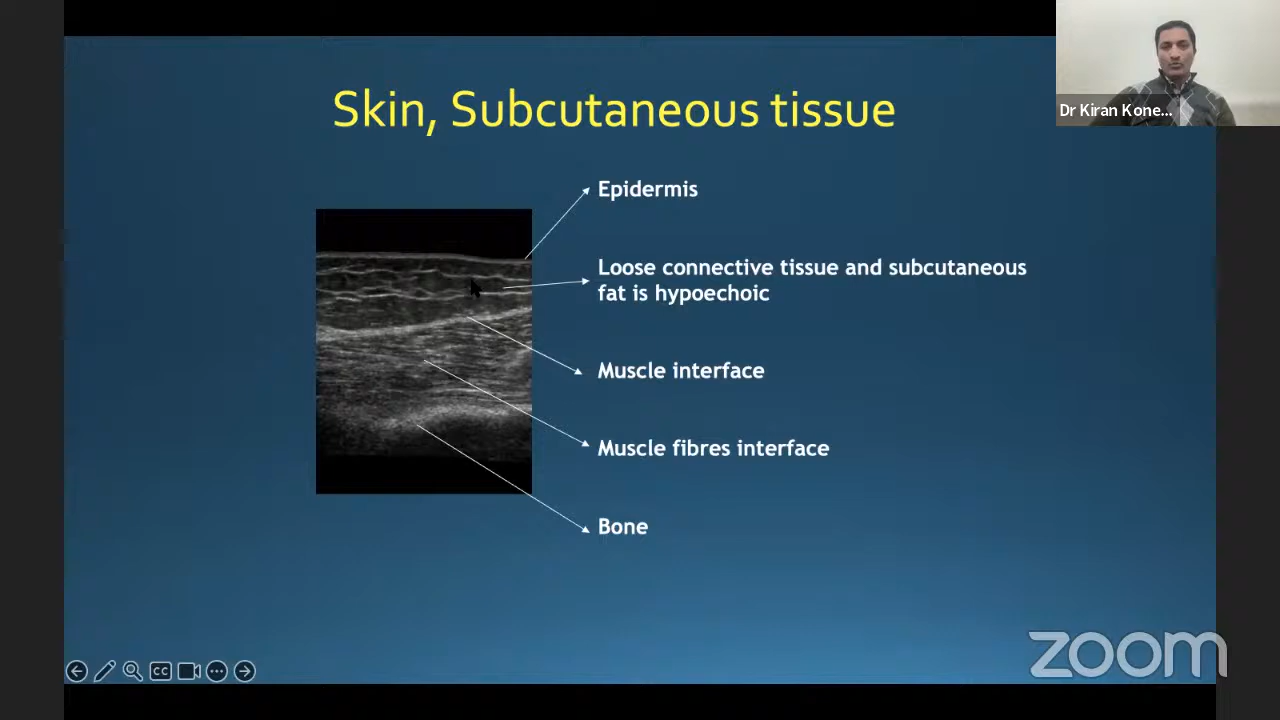 Skin, Subcutaneous tissue
Dr Kiran Kone...
Epidermis
Loose connective tissue and subcutaneous
fat is hypoechoic
Muscle interface
Muscle fibres interface
Bone
CC
zoom